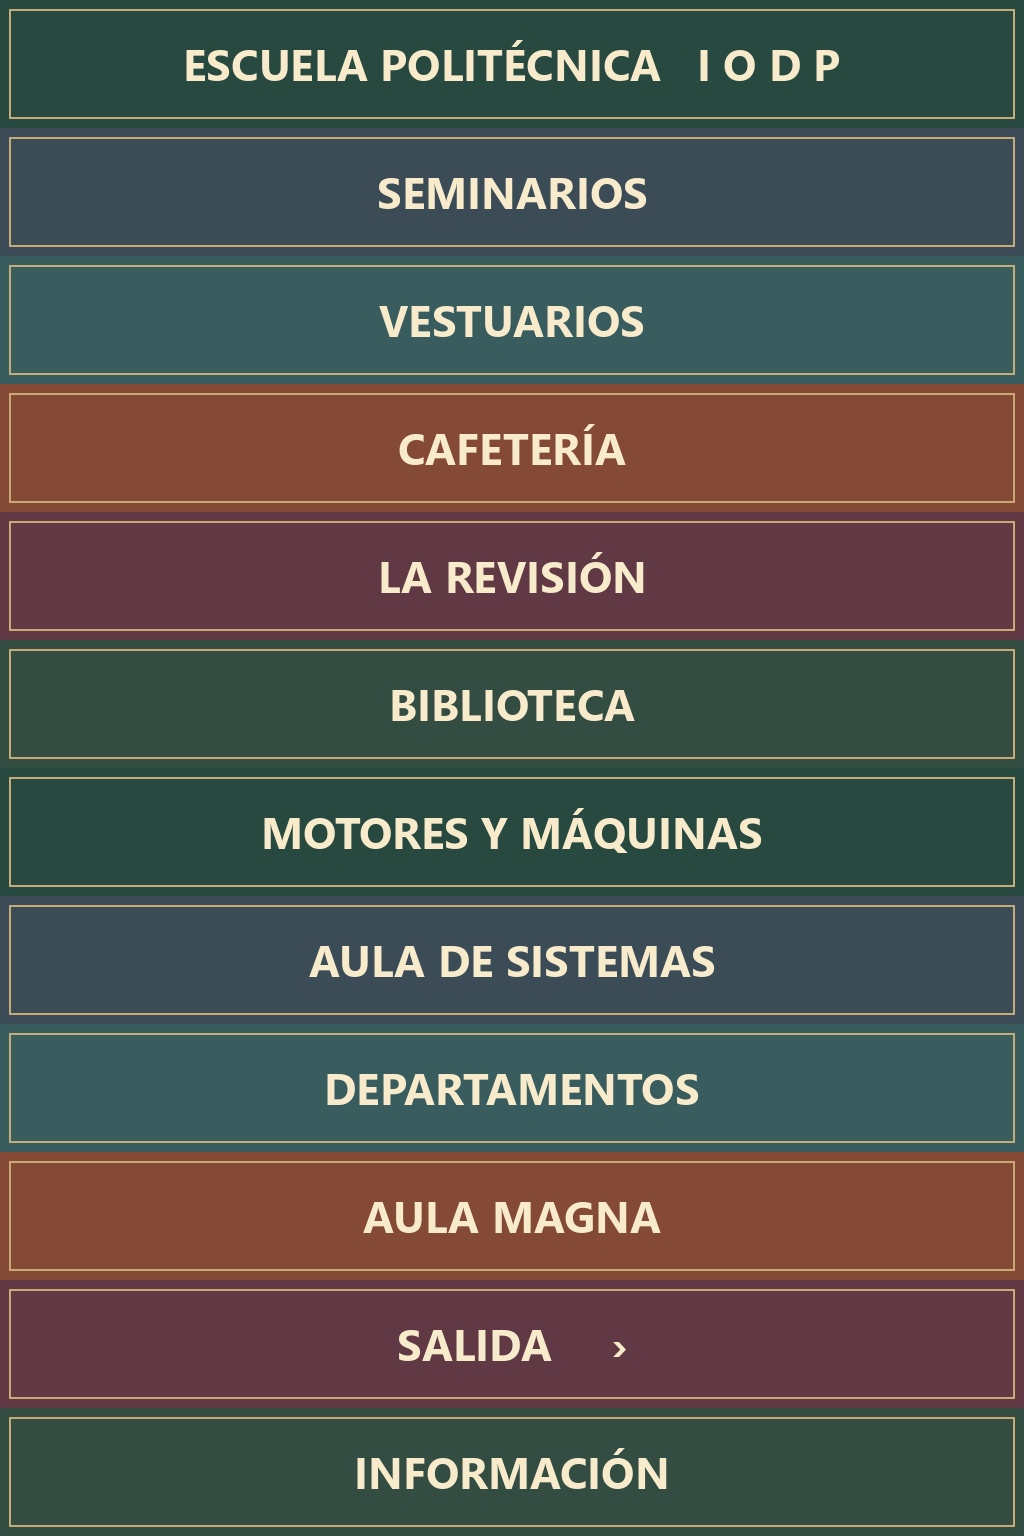 ESCUELA POLITÉCNICA I O D P
SEMINARIOS
VESTUARIOS
CAFETERÍA
LA REVISIÓN
BIBLIOTECA
MOTORES Y MÁQUINAS
AULA DE SISTEMAS
DEPARTAMENTOS
AULA MAGNA
SALIDA ›
INFORMACIÓN